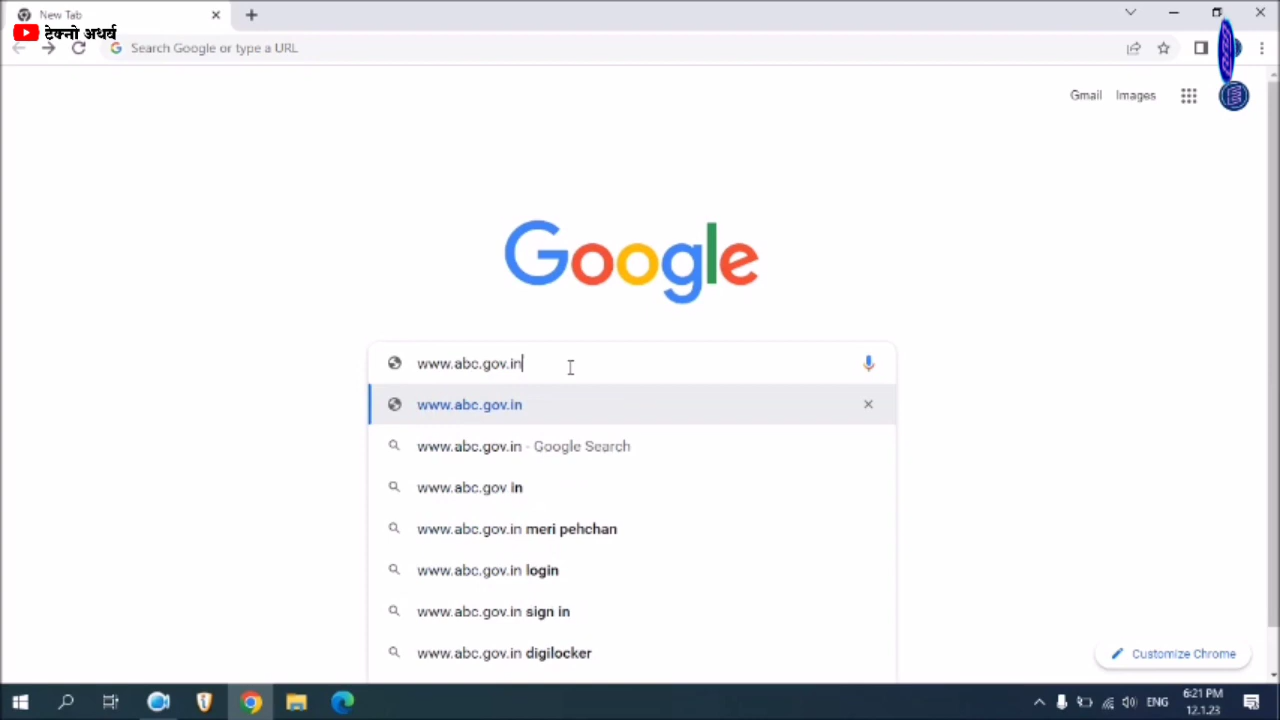 New Tab
टेक्नो अथर्व
Search Google or type a URL
Gmail Images
Google
www.abc.gov.in
www.abc.gov.in
www.abc.gov.in - Google Search
www.abc.gov in
www.abc.gov.in meri pehchan
www.abc.gov.in login
www.abc.gov.in sign in
www.abc.gov.in digilocker
Customize Chrome
ENG
6:21 PM
12.1.23